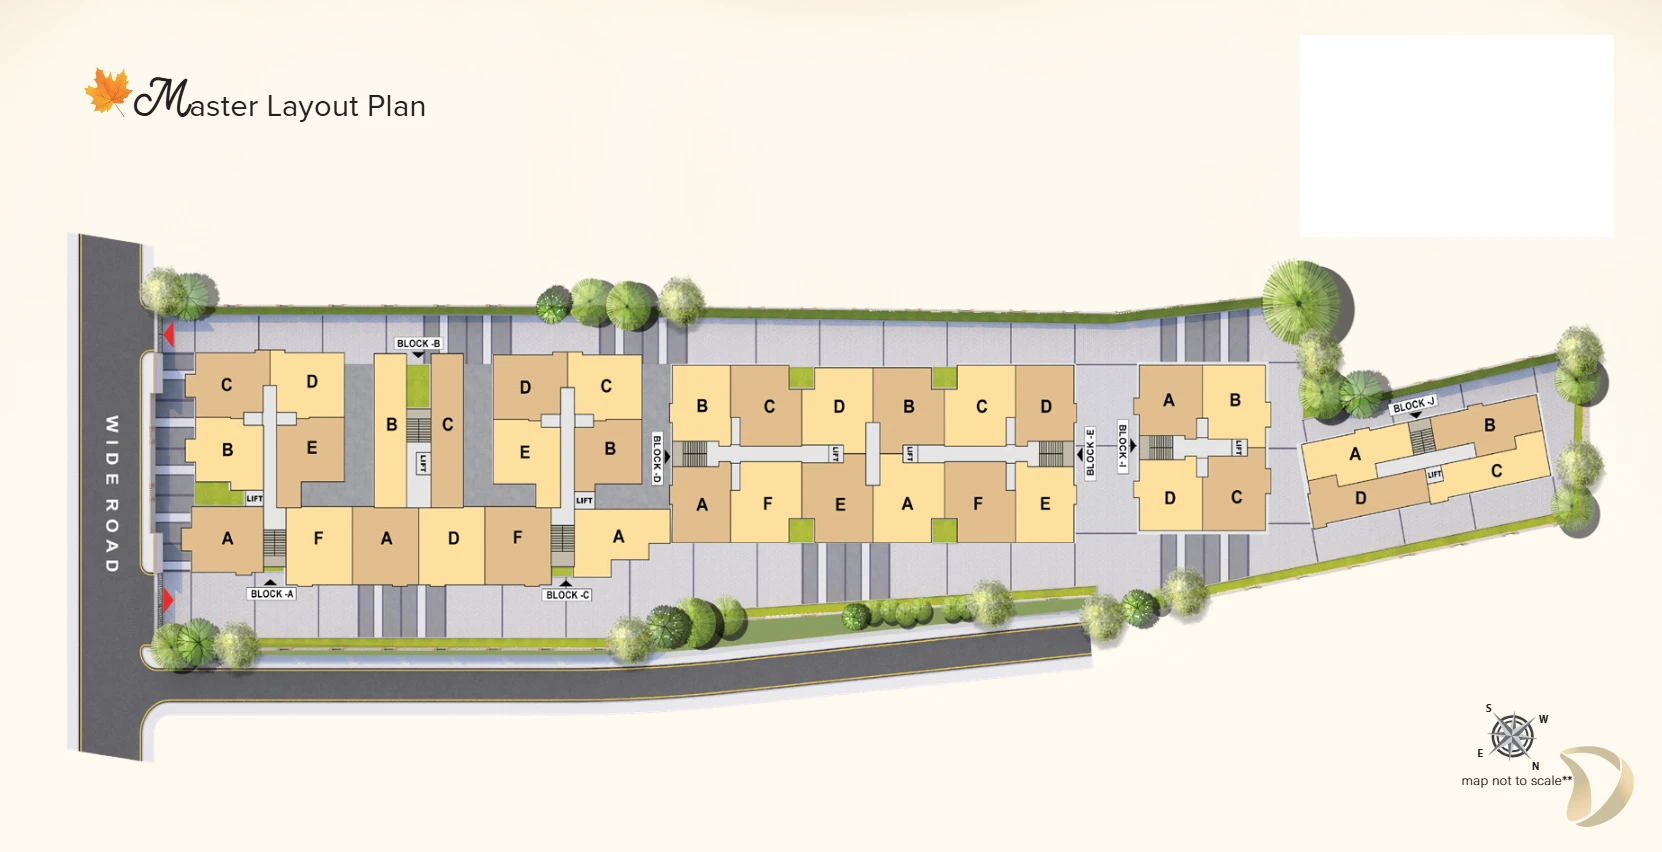 Master Layout Plan
WIDE ROAD
BLOCK -B
C
D
B
E
LIFT
A
F
BLOCK -A
B
C
LIFT
A
D
D
C
E
B
LIFT
F
A
BLOCK -C
BLOCK -D
B
C
D
B
C
D
LIFT
LIFT
A
F
E
A
F
E
BLOCK -E
BLOCK -I
A
B
LIFT
D
C
BLOCK -J
A
B
LIFT
D
C
S
W
E
N
map not to scale**